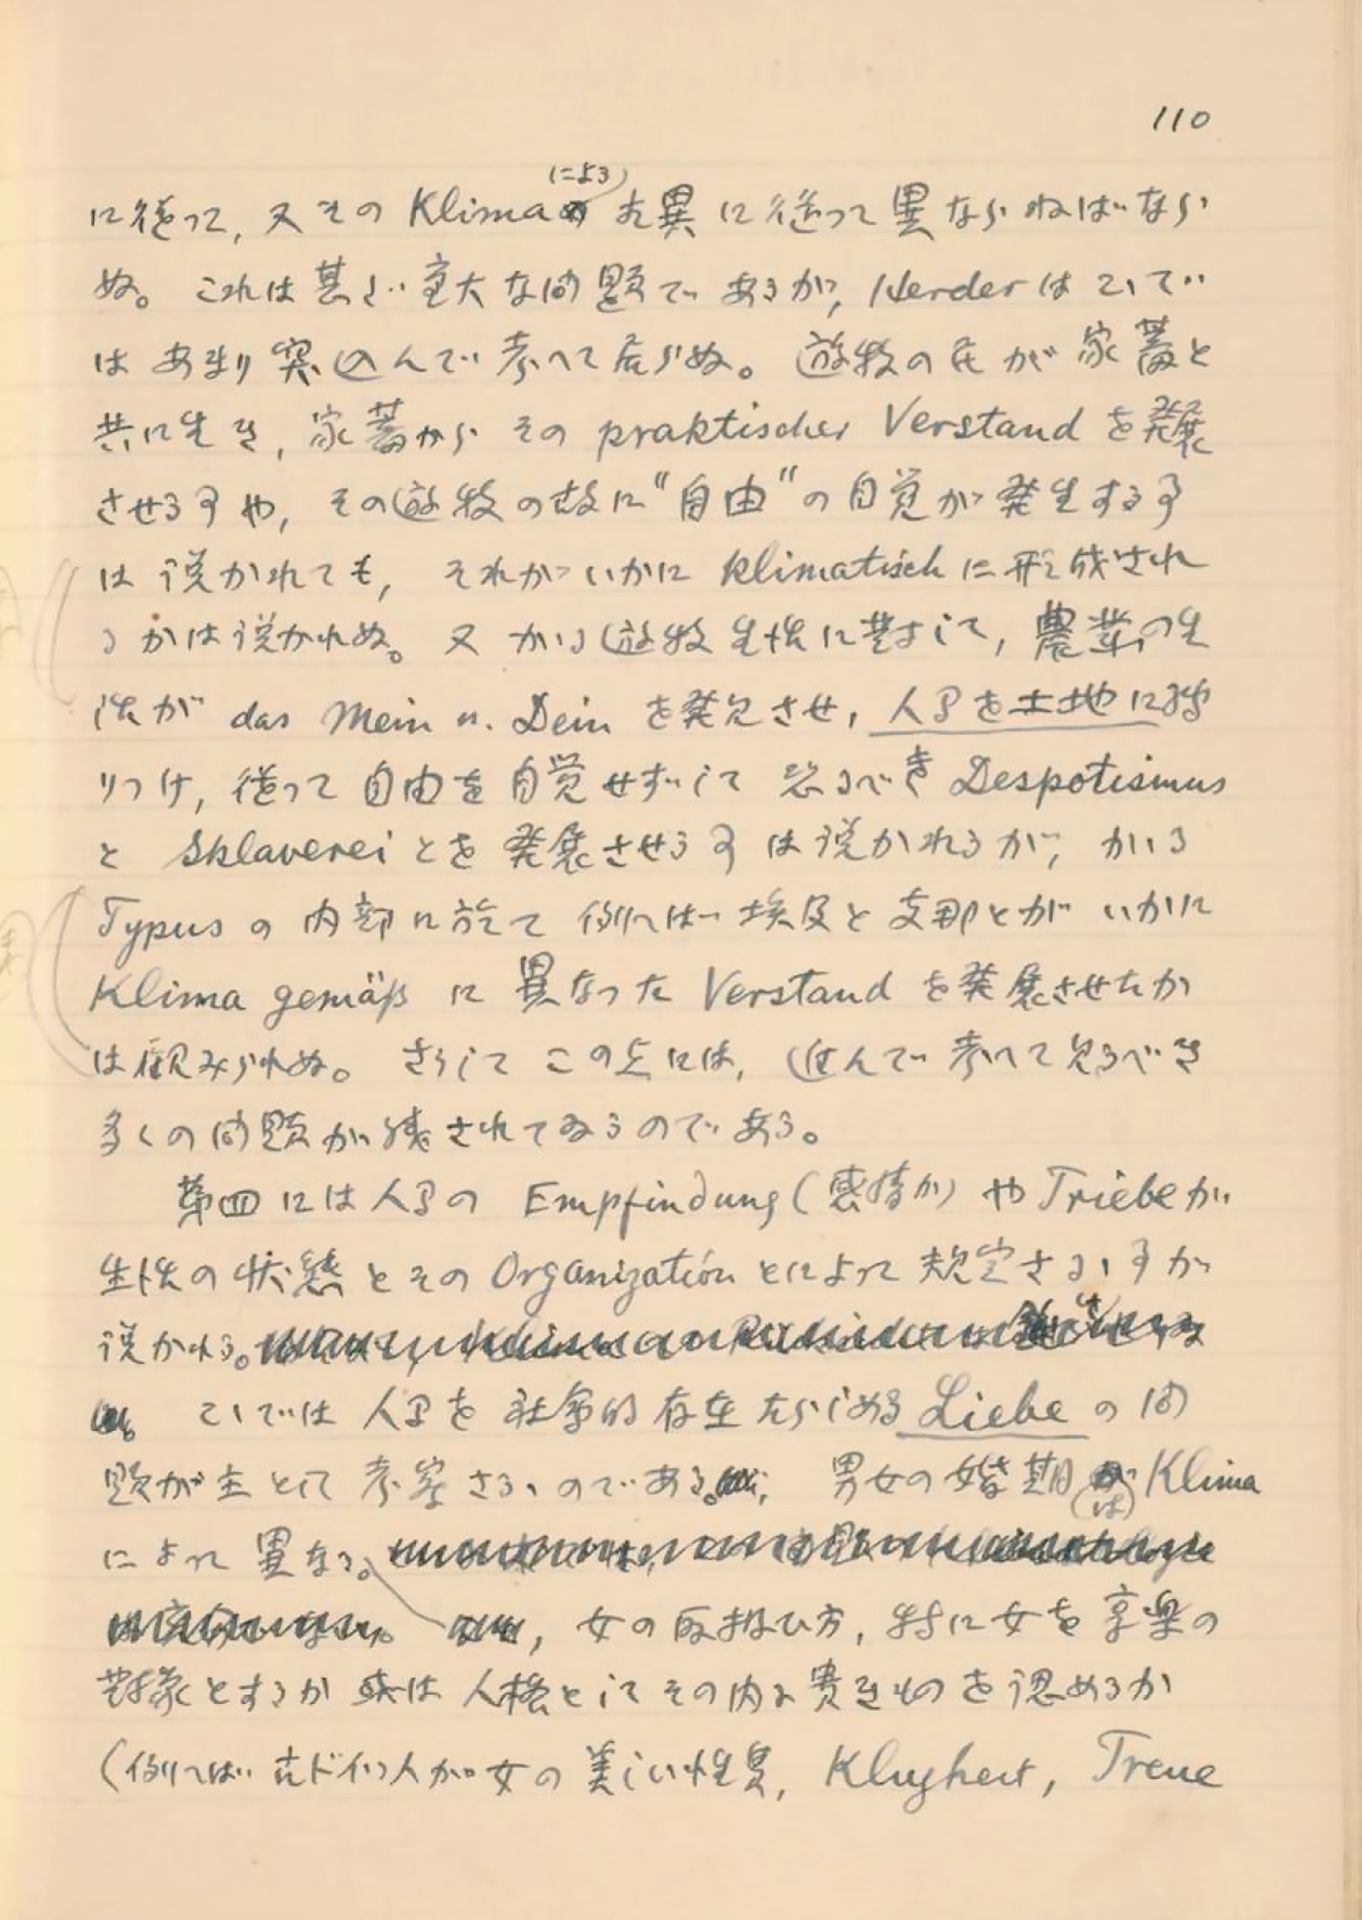 110
に従って, 又その Klima(による)差異に従って異ならねばなら
ぬ。これは甚だ重大な問題であるが, Herder はこゝで
はあまり突込んで考へて居らぬ。遊牧の民が家畜と
共に生き, 家畜からその praktischer Verstand を発展
させる事や, その遊牧の故に"自由"の自覚が発生する事
は説かれても, それがいかに klimatisch に形成され
るかは説かれぬ。又かゝる遊牧生活に対して, 農業の生
活が das Mein u. Dein を発見させ, 人間を土地に縛
りつけ, 従って自由を自覚せずして恐るべき Despotismus
と Sklaverei とを発展させる事は説かれるが, かゝる
Typus の内部に於て例へば埃及と支那とがいかに
Klima gemäß に異なった Verstand を発展させたか
は顧みられぬ。さうしてこの点には, 進んで考へて見るべき
多くの問題が残されてゐるのである。
第四には人間の Empfindung (感情か) や Triebe が
生活の状態とその Organization とによって規定さるゝ事が
説かれる。
こゝでは人間を社会的存在たらしめる Liebe の問
題が主として考察さるゝのである。男女の婚期(は) Klima
によって異なる。
, 女の取扱ひ方, 特に女を享楽の
対象とするか或は人格としてその内に貴きものを認めるか
(例へば古ドイツ人が女の美しい性質, Klugheit, Treue